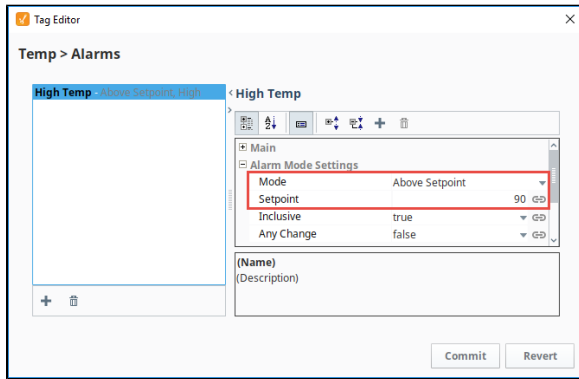 Tag Editor
Temp > Alarms
High Temp - Above Setpoint, High
High Temp
Main
Alarm Mode Settings
Mode Above Setpoint
Setpoint 90
Inclusive true
Any Change false
(Name)
(Description)
Commit Revert